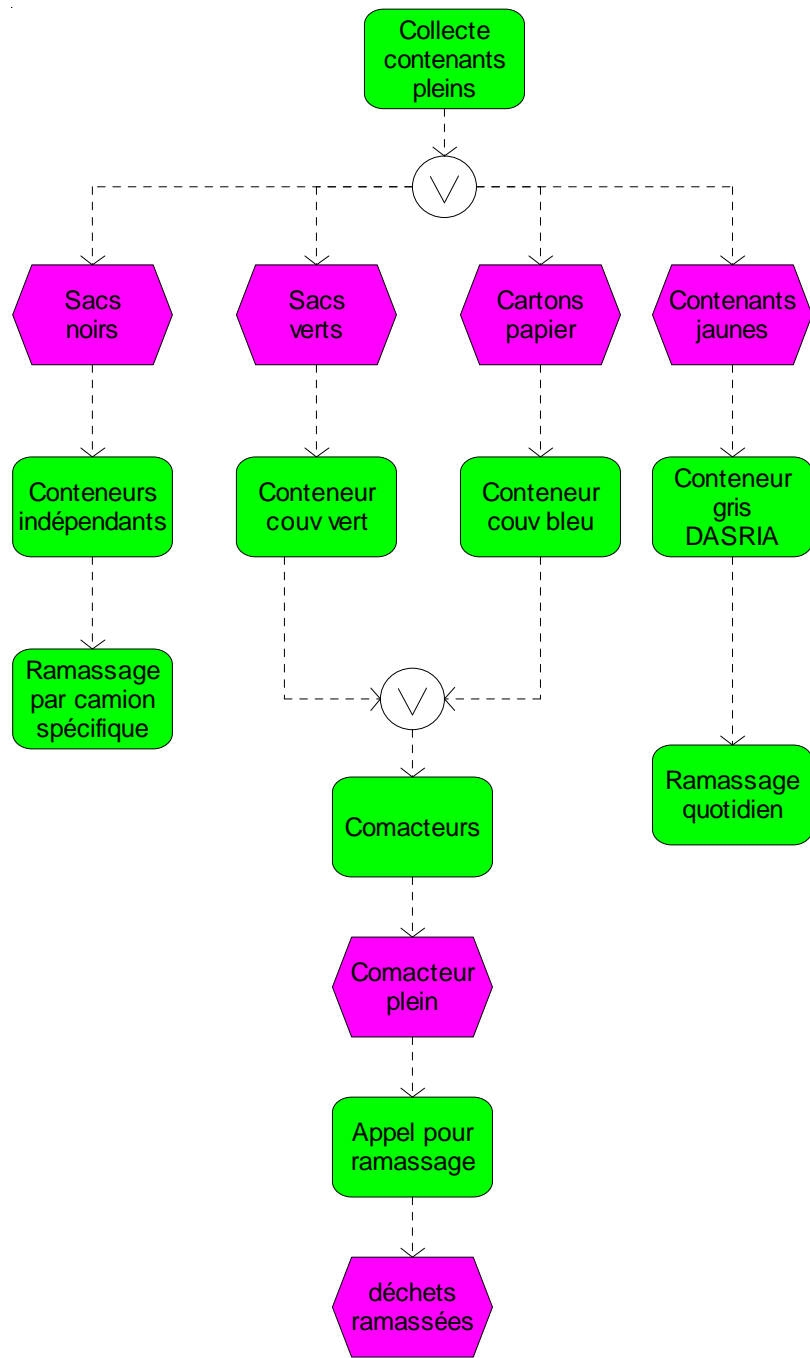 Collecte
contenants
pleins
Sacs
noirs
Sacs
verts
Cartons
papier
Contenants
jaunes
Conteneurs
indépendants
Conteneur
couv vert
Conteneur
couv bleu
Conteneur
gris
DASRIA
Ramassage
par camion
spécifique
Ramassage
quotidien
Comacteurs
Comacteur
plein
Appel pour
ramassage
déchets
ramassées